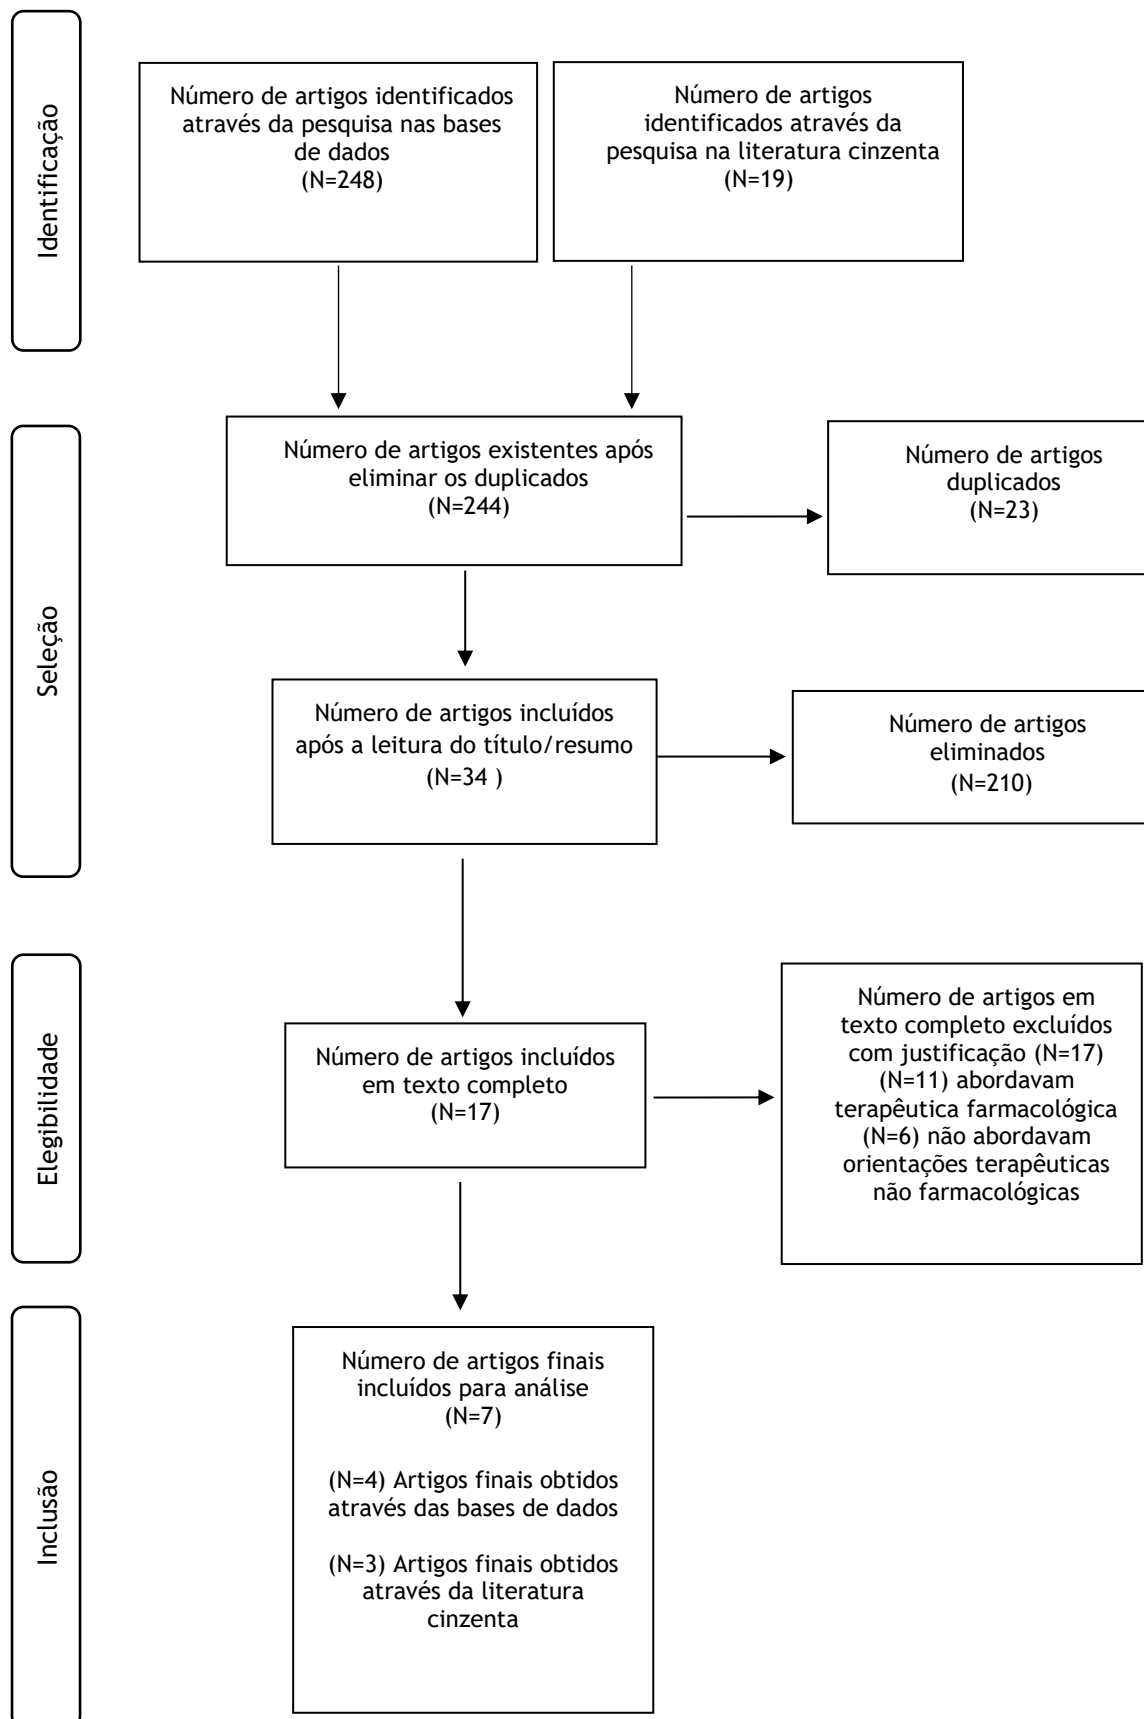 Identificação
Número de artigos identificados
através da pesquisa nas bases
de dados
(N=248)
Número de artigos
identificados através da
pesquisa na literatura cinzenta
(N=19)
Seleção
Número de artigos existentes após
eliminar os duplicados
(N=244)
Número de artigos
duplicados
(N=23)
Número de artigos incluídos
após a leitura do título/resumo
(N=34 )
Número de artigos
eliminados
(N=210)
Elegibilidade
Número de artigos incluídos
em texto completo
(N=17)
Número de artigos em
texto completo excluídos
com justificação (N=17)
(N=11) abordavam
terapêutica farmacológica
(N=6) não abordavam
orientações terapêuticas
não farmacológicas
Inclusão
Número de artigos finais
incluídos para análise
(N=7)
(N=4) Artigos finais obtidos
através das bases de dados
(N=3) Artigos finais obtidos
através da literatura
cinzenta